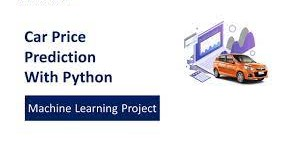 Car Price
Prediction
With Python
Machine Learning Project